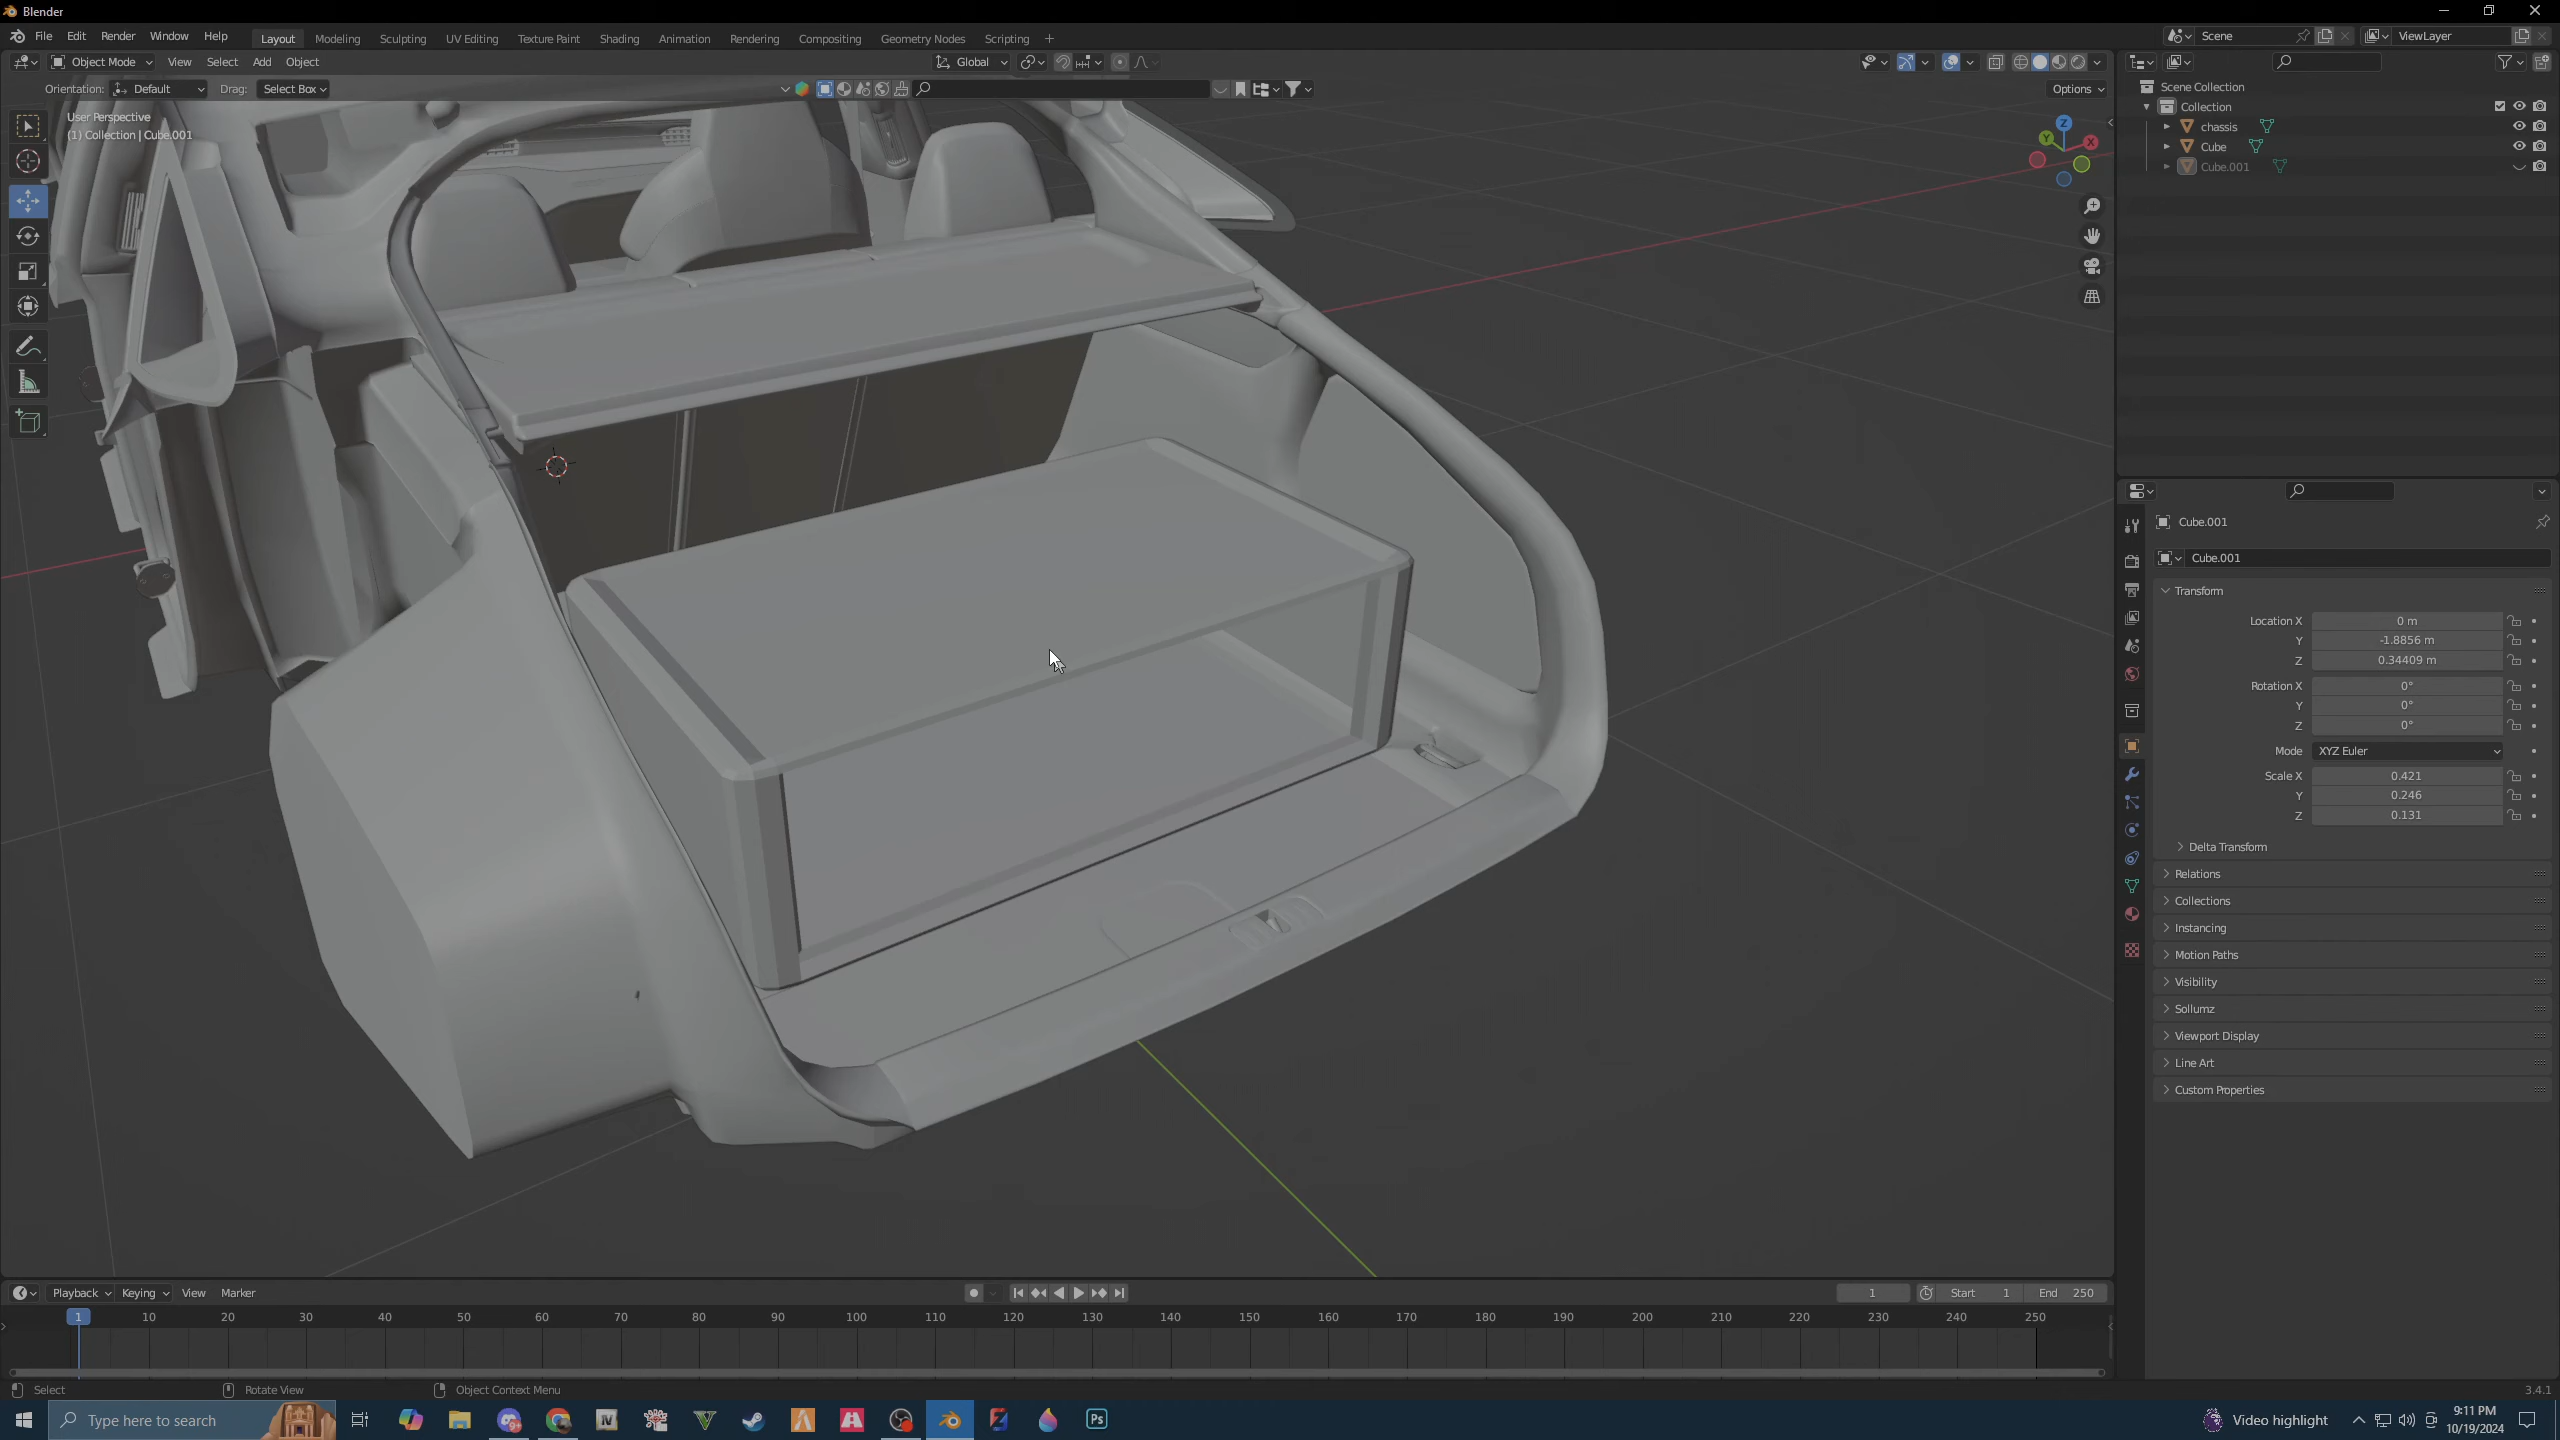 Blender
File Edit Render Window Help Layout Modeling Sculpting UV Editing Texture Paint Shading Animation Rendering Compositing Geometry Nodes Scripting + Scene ViewLayer
Object Mode View Select Add Object Global
Orientation: Default Drag: Select Box Options
User Perspective
(1) Collection | Cube.001
Z
Y
X
Scene Collection
Collection
chassis
Cube
Cube.001
Cube.001
Cube.001
Transform
Location X 0 m
Y -1.8856 m
Z 0.34409 m
Rotation X 0°
Y 0°
Z 0°
Mode XYZ Euler
Scale X 0.421
Y 0.246
Z 0.131
Delta Transform
Relations
Collections
Instancing
Motion Paths
Visibility
Sollumz
Viewport Display
Line Art
Custom Properties
Playback Keying View Marker 1 Start 1 End 250
1 10 20 30 40 50 60 70 80 90 100 110 120 130 140 150 160 170 180 190 200 210 220 230 240 250
Select Rotate View Object Context Menu 3.4.1
Type here to search Ps Video highlight 9:11 PM
10/19/2024